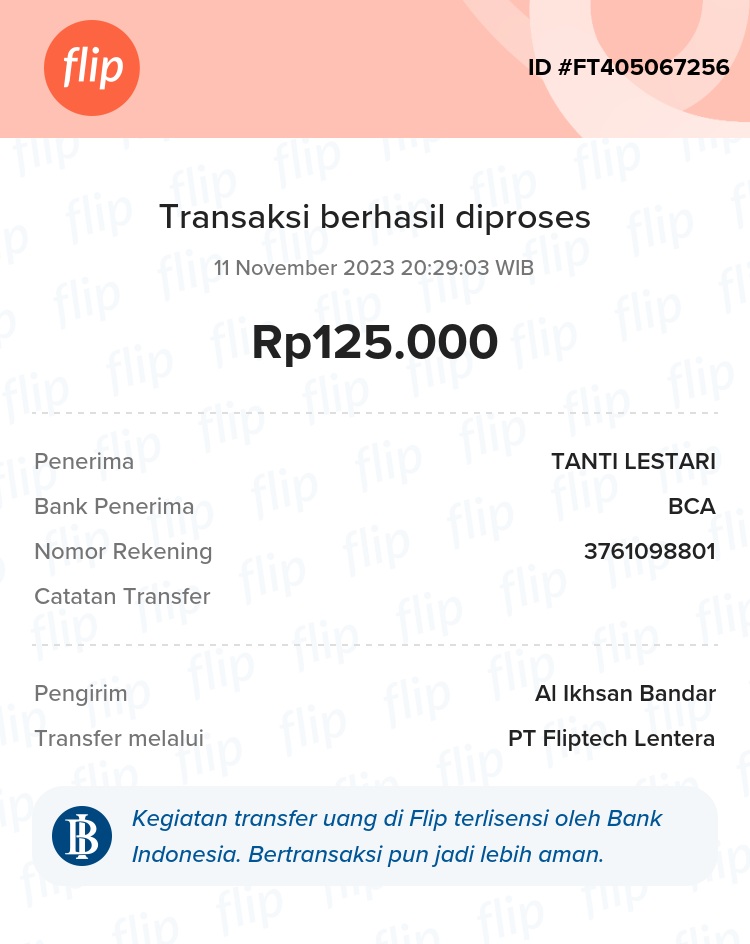 flip
ID #FT405067256
Transaksi berhasil diproses
11 November 2023 20:29:03 WIB
Rp125.000
Penerima TANTI LESTARI
Bank Penerima BCA
Nomor Rekening 3761098801
Catatan Transfer
Pengirim Al Ikhsan Bandar
Transfer melalui PT Fliptech Lentera
Kegiatan transfer uang di Flip terlisensi oleh Bank
Indonesia. Bertransaksi pun jadi lebih aman.